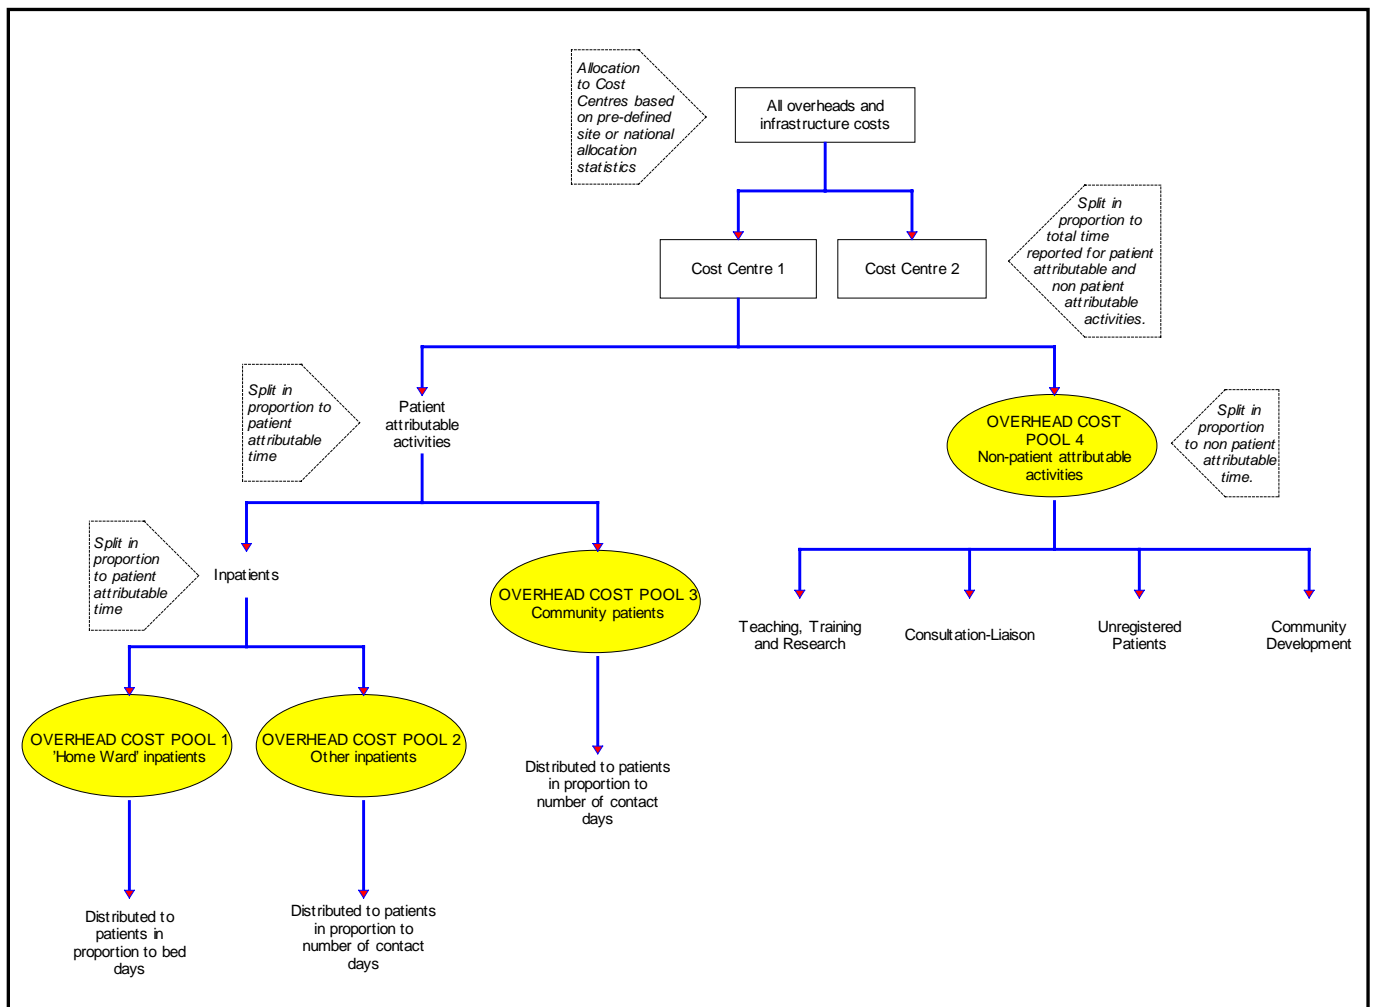 Allocation
to Cost
Centres based
on pre-defined
site or national
allocation
statistics
All overheads and
infrastructure costs
Cost Centre 1
Cost Centre 2
Split in
proportion to
total time
reported for patient
attributable and
non patient
attributable
activities.
Split in
proportion to
patient
attributable
time
Patient
attributable
activities
OVERHEAD COST
POOL 4
Non-patient attributable
activities
Split in
proportion
to non patient
attributable
time.
Split in
proportion
to patient
attributable
time
Inpatients
OVERHEAD COST POOL 3
Community patients
Teaching, Training
and Research
Consultation-Liaison
Unregistered
Patients
Community
Development
OVERHEAD COST POOL 1
'Home Ward' inpatients
OVERHEAD COST POOL 2
Other inpatients
Distributed to patients
in proportion to
number of contact
days
Distributed to
patients in
proportion to bed
days
Distributed to patients
in proportion to
number of contact
days